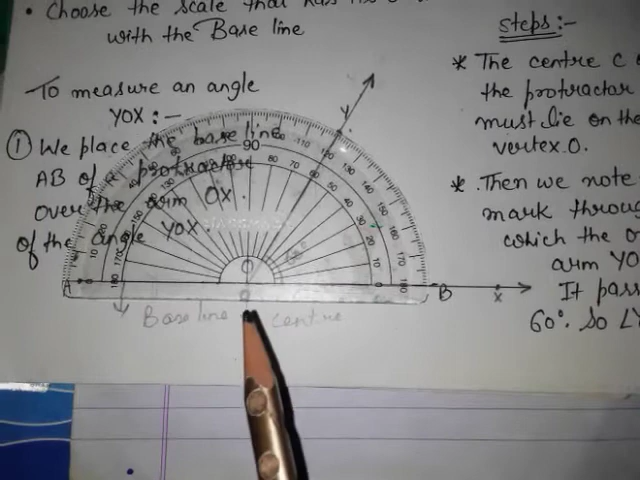 • Choose the scale that has
with the Base line
To measure an angle
YOX :-
① We place the base line
AB of protractor
over the arm OX.
of the angle YOX.
Steps :-
* The centre C
the protractor
must lie on the
vertex O.
* Then we note
mark through
which the
arm YO
It pass
60°. So
Y
A
B
X
O
90
60°
Base line
centre